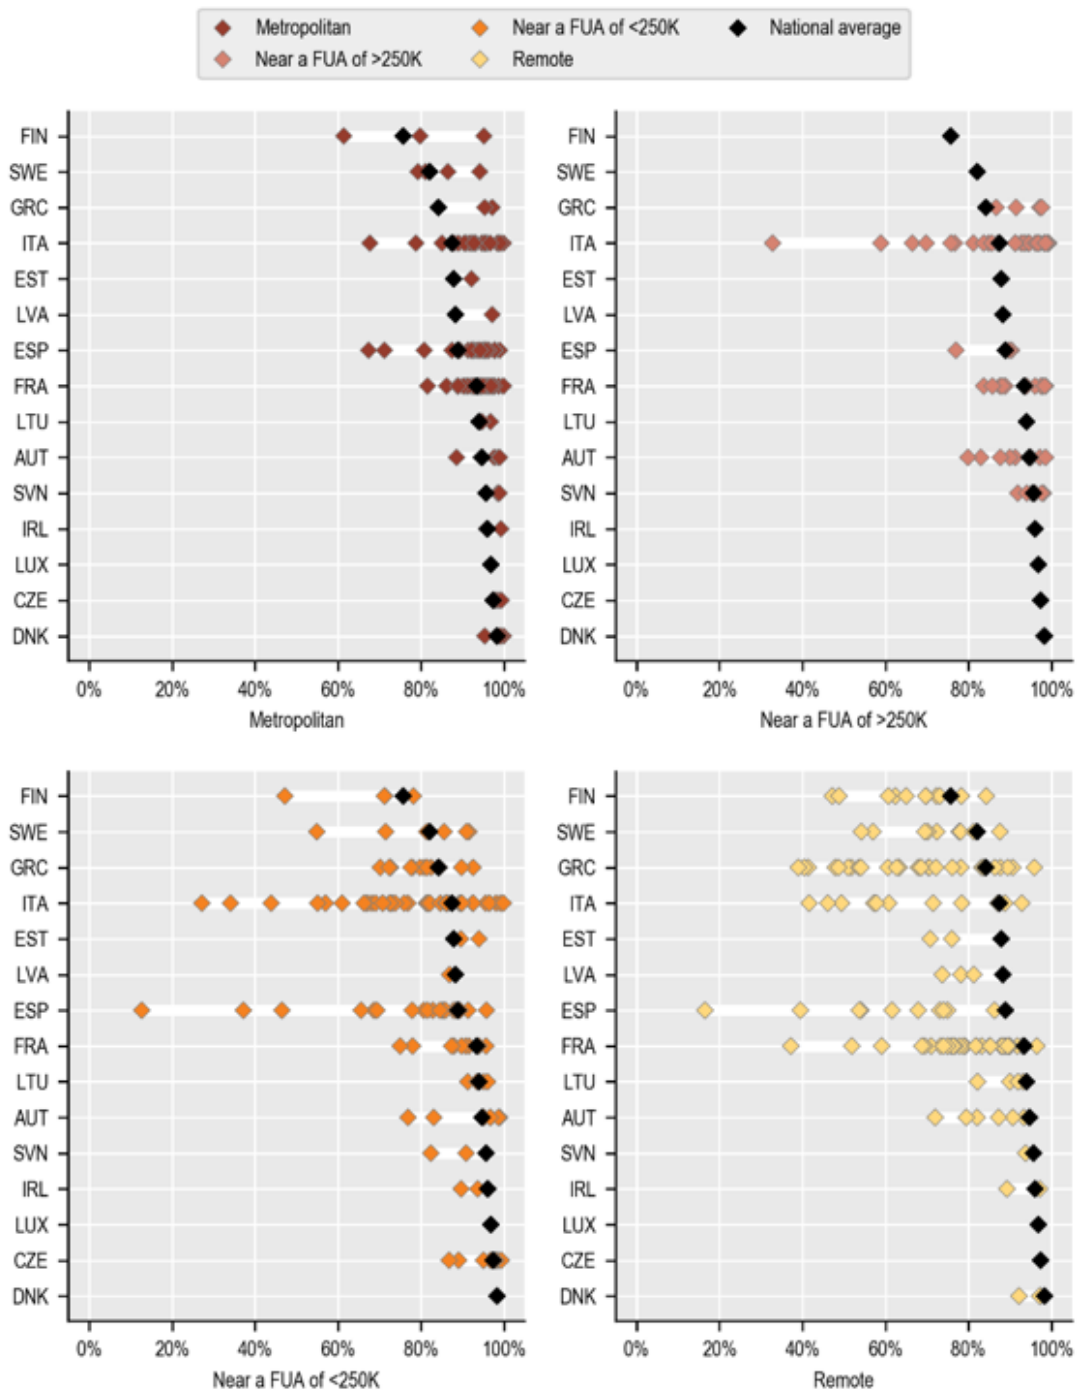 Metropolitan Near a FUA of <250K National average
Near a FUA of >250K Remote
FIN
SWE
GRC
ITA
EST
LVA
ESP
FRA
LTU
AUT
SVN
IRL
LUX
CZE
DNK
0% 20% 40% 60% 80% 100%
Metropolitan
FIN
SWE
GRC
ITA
EST
LVA
ESP
FRA
LTU
AUT
SVN
IRL
LUX
CZE
DNK
0% 20% 40% 60% 80% 100%
Near a FUA of >250K
FIN
SWE
GRC
ITA
EST
LVA
ESP
FRA
LTU
AUT
SVN
IRL
LUX
CZE
DNK
0% 20% 40% 60% 80% 100%
Near a FUA of <250K
FIN
SWE
GRC
ITA
EST
LVA
ESP
FRA
LTU
AUT
SVN
IRL
LUX
CZE
DNK
0% 20% 40% 60% 80% 100%
Remote